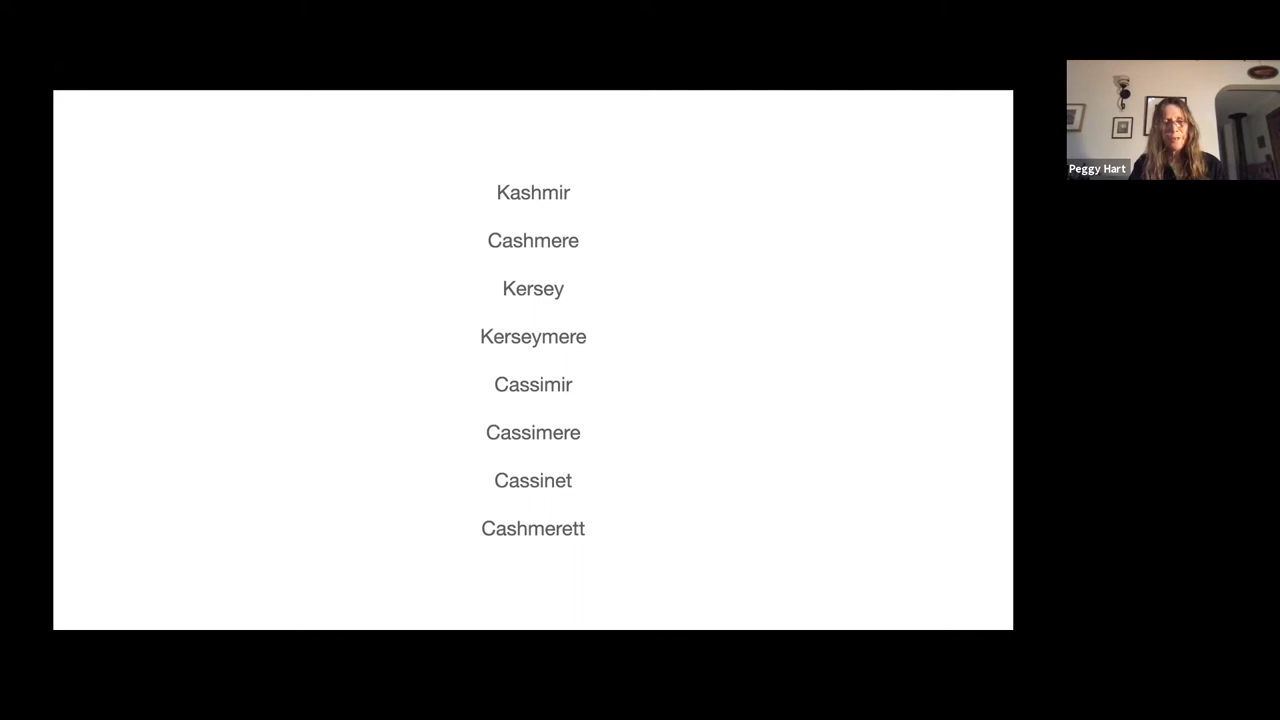 Kashmir
Cashmere
Kersey
Kerseymere
Cassimir
Cassimere
Cassinet
Cashmerett
Peggy Hart